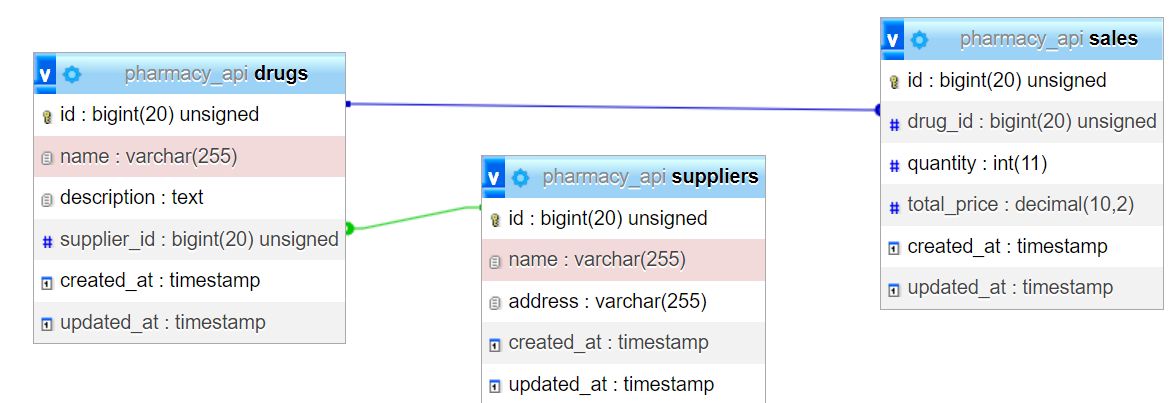 pharmacy_api drugs
id : bigint(20) unsigned
name : varchar(255)
description : text
supplier_id : bigint(20) unsigned
created_at : timestamp
updated_at : timestamp
pharmacy_api suppliers
id : bigint(20) unsigned
name : varchar(255)
address : varchar(255)
created_at : timestamp
updated_at : timestamp
pharmacy_api sales
id : bigint(20) unsigned
drug_id : bigint(20) unsigned
quantity : int(11)
total_price : decimal(10,2)
created_at : timestamp
updated_at : timestamp